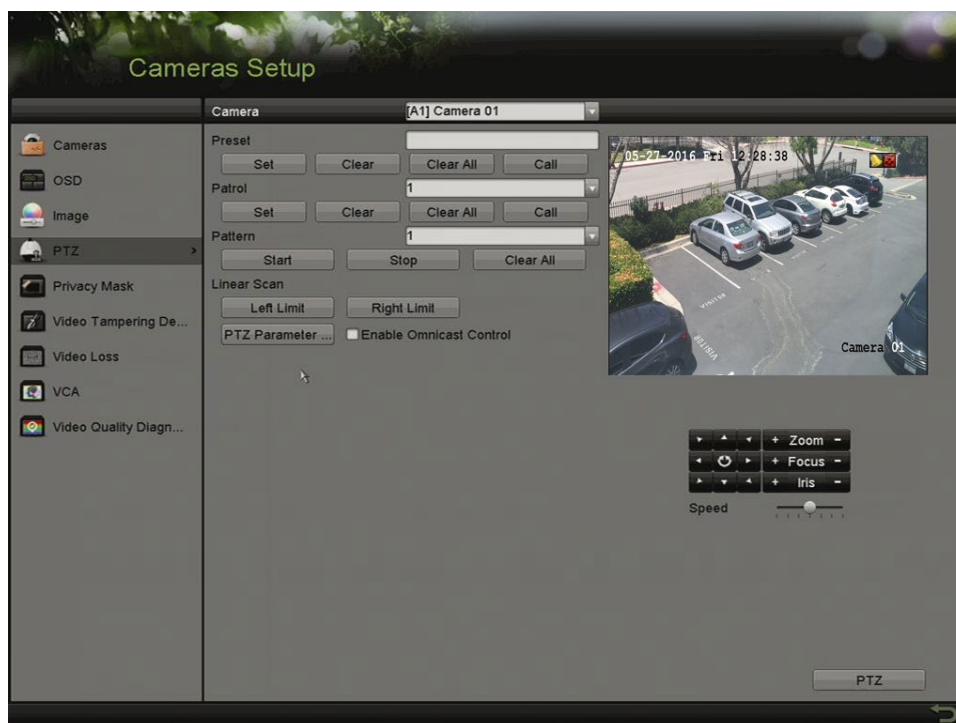 Cameras Setup
Camera
[A1] Camera 01
Cameras
OSD
Image
PTZ
Privacy Mask
Video Tampering De...
Video Loss
VCA
Video Quality Diagn...
Preset
Set Clear Clear All Call
Patrol 1
Set Clear Clear All Call
Pattern 1
Start Stop Clear All
Linear Scan
Left Limit Right Limit
PTZ Parameter ... Enable Omnicast Control
05-27-2016 Fri 12:28:38
VISITOR
VISITOR
Camera 01
+ Zoom -
+ Focus -
+ Iris -
Speed
PTZ